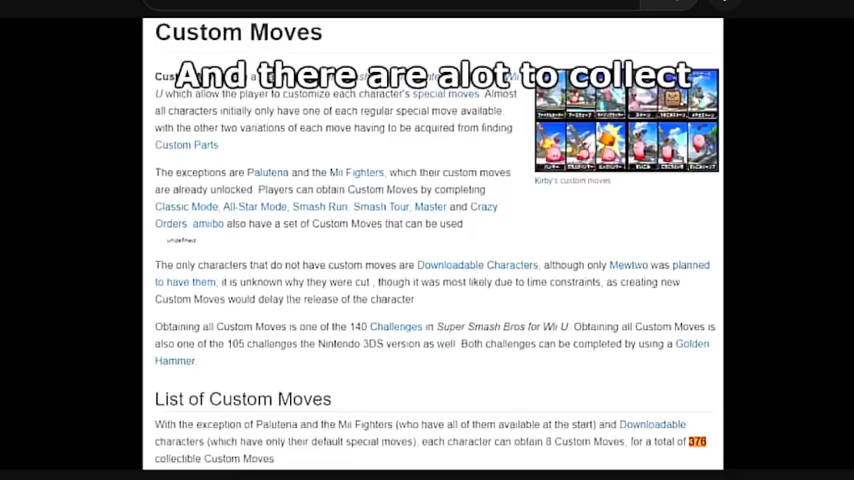 Custom Moves
And there are alot to collect
U which allow the player to customize each character's special moves. Almost
all characters initially only have one of each regular special move available,
with the other two variations of each move having to be acquired from finding
Custom Parts
The exceptions are Palutena and the Mii Fighters, which their custom moves
are already unlocked Players can obtain Custom Moves by completing
Classic Mode, All-Star Mode, Smash Run, Smash Tour, Master and Crazy
Orders. amiibo also have a set of Custom Moves that can be used
undefined
Kirby's custom moves
The only characters that do not have custom moves are Downloadable Characters, although only Mewtwo was planned
to have them, it is unknown why they were cut , though it was most likely due to time constraints, as creating new
Custom Moves would delay the release of the character
Obtaining all Custom Moves is one of the 140 Challenges in Super Smash Bros for Wii U. Obtaining all Custom Moves is
also one of the 105 challenges the Nintendo 3DS version as well Both challenges can be completed by using a Golden
Hammer.
List of Custom Moves
With the exception of Palutena and the Mii Fighters (who have all of them available at the start) and Downloadable
characters (which have only their default special moves), each character can obtain 8 Custom Moves, for a total of 376
collectible Custom Moves